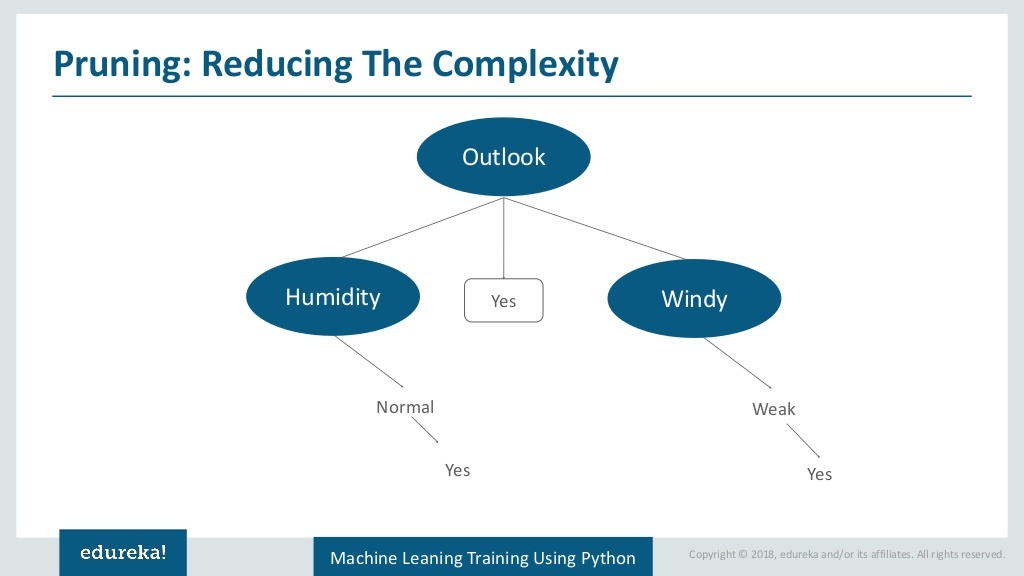 Pruning: Reducing The Complexity
Outlook
Humidity
Yes
Windy
Normal
Weak
Yes
Yes
edureka!
Machine Leaning Training Using Python
Copyright © 2018, edureka and/or its affiliates. All rights reserved.